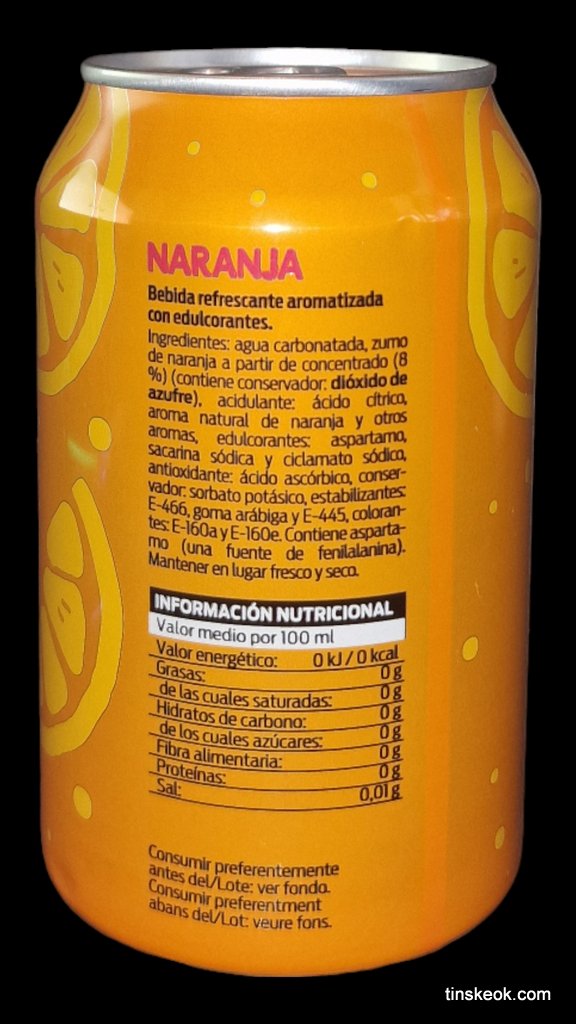 NARANJA
Bebida refrescante aromatizada
con edulcorantes.
Ingredientes: agua carbonatada, zumo
de naranja a partir de concentrado (8
%) (contiene conservador: dióxido de
azufre), acidulante: ácido cítrico,
aroma natural de naranja y otros
aromas, edulcorantes: aspartamo,
sacarina sódica y ciclamato sódico,
antioxidante: ácido ascórbico, conser-
vador: sorbato potásico, estabilizantes:
E-466, goma arábiga y E-445, coloran-
tes: E-160a y E-160e. Contiene asparta-
mo (una fuente de fenilalanina).
Mantener en lugar fresco y seco.
INFORMACIÓN NUTRICIONAL
Valor medio por 100 ml
Valor energético: 0 kJ / 0 kcal
Grasas: 0 g
de las cuales saturadas: 0 g
Hidratos de carbono: 0 g
de los cuales azúcares: 0 g
Fibra alimentaria: 0 g
Proteínas: 0 g
Sal: 0,01 g
Consumir preferentemente
antes del/Lote: ver fondo.
Consumir preferentment
abans del/Lot: veure fons.
tinskeok.com